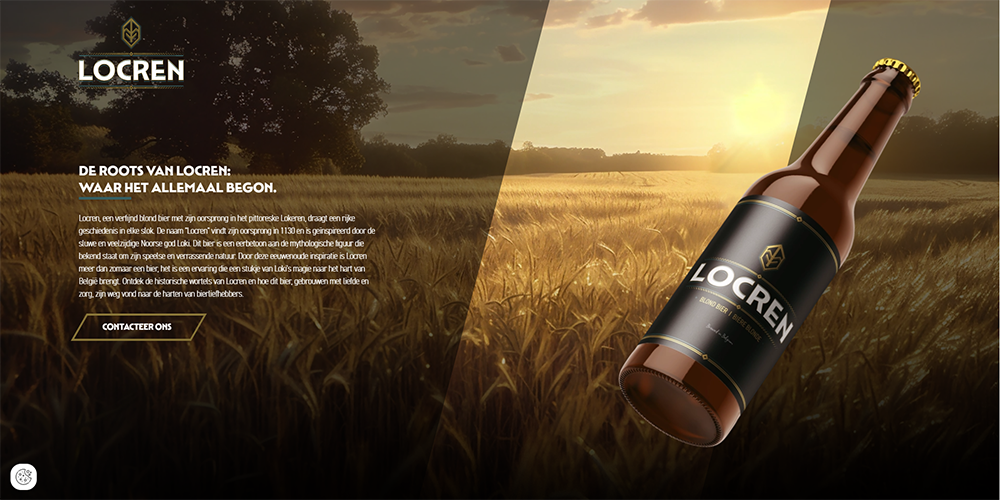 LOCREN
DE ROOTS VAN LOCREN:
WAAR HET ALLEMAAL BEGON.
Locren, een verfijnd blond bier met zijn oorsprong in het pittoreske Lokeren, draagt een rijke
geschiedenis in elke slok. De naam "Locren" vindt zijn oorsprong in 1130 en is geïnspireerd door de
sluwe en veelzijdige Noorse god Loki. Dit bier is een eerbetoon aan de mythologische figuur die
bekend staat om zijn speelse en verrassende natuur. Door deze eeuwenoude inspiratie is Locren
meer dan zomaar een bier, het is een ervaring die een stukje van Loki's magie naar het hart van
België brengt. Ontdek de historische wortels van Locren en hoe dit bier, gebrouwen met liefde en
zorg, zijn weg vond naar de harten van bierliefhebbers.
CONTACTEER ONS
LOCREN
BLOND BIER | BIÈRE BLONDE